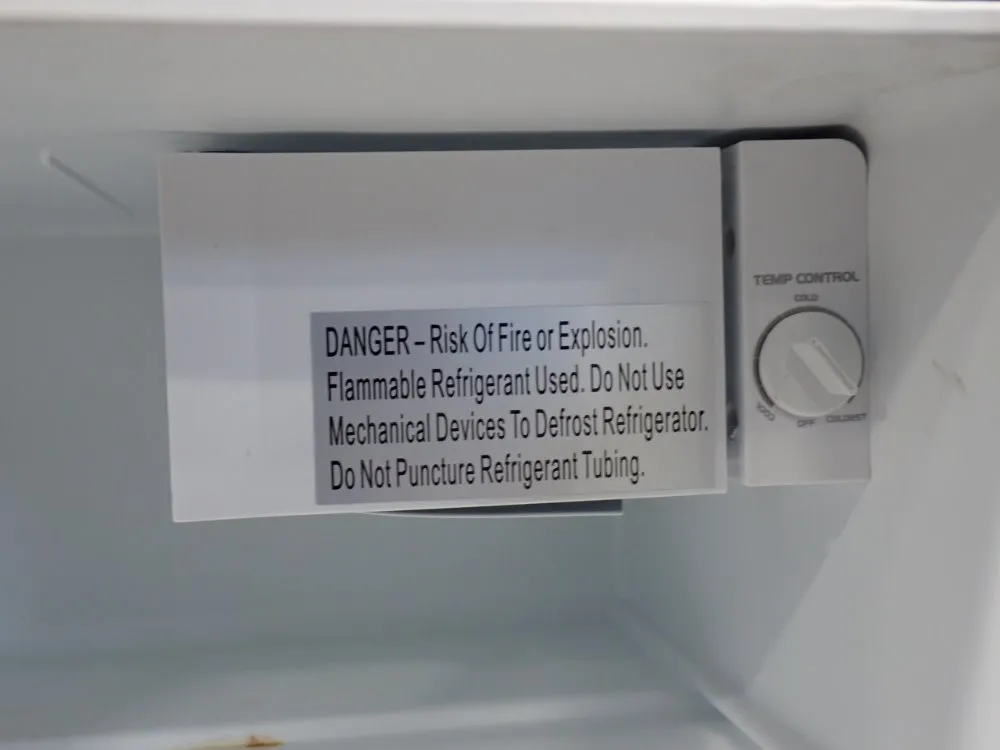 DANGER – Risk Of Fire or Explosion.
Flammable Refrigerant Used. Do Not Use
Mechanical Devices To Defrost Refrigerator.
Do Not Puncture Refrigerant Tubing.
TEMP CONTROL
COLD
COOL
OFF
COLDEST